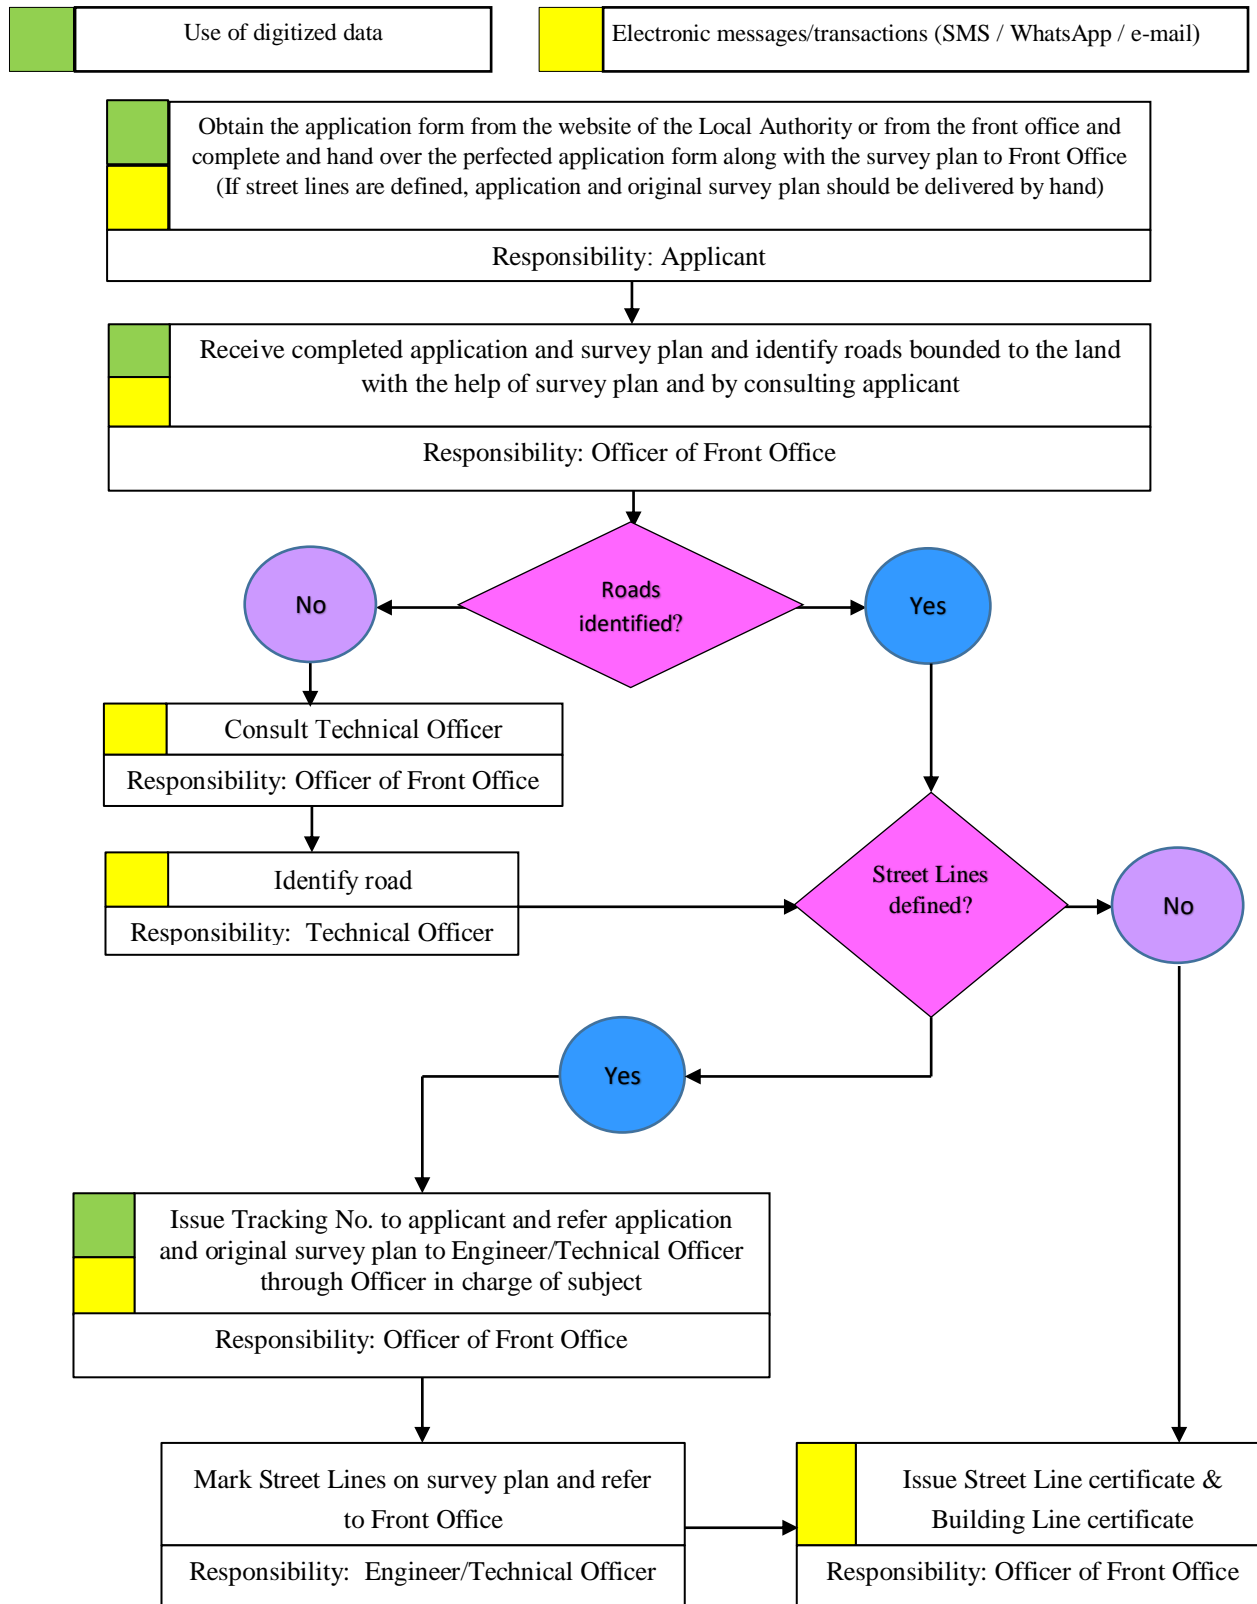 Use of digitized data
Electronic messages/transactions (SMS / WhatsApp / e-mail)
Obtain the application form from the website of the Local Authority or from the front office and
complete and hand over the perfected application form along with the survey plan to Front Office
(If street lines are defined, application and original survey plan should be delivered by hand)
Responsibility: Applicant
Receive completed application and survey plan and identify roads bounded to the land
with the help of survey plan and by consulting applicant
Responsibility: Officer of Front Office
Roads
identified?
No
Yes
Consult Technical Officer
Responsibility: Officer of Front Office
Identify road
Responsibility: Technical Officer
Street Lines
defined?
No
Yes
Issue Tracking No. to applicant and refer application
and original survey plan to Engineer/Technical Officer
through Officer in charge of subject
Responsibility: Officer of Front Office
Mark Street Lines on survey plan and refer
to Front Office
Responsibility: Engineer/Technical Officer
Issue Street Line certificate &
Building Line certificate
Responsibility: Officer of Front Office